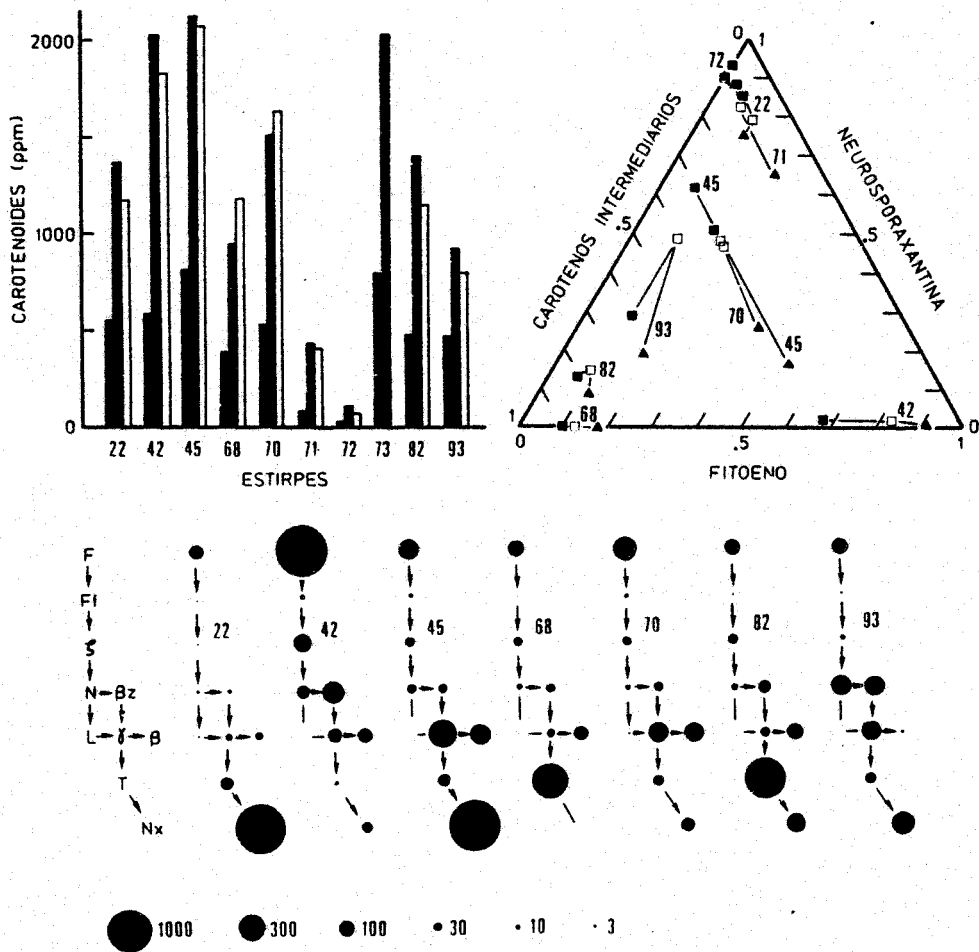 CAROTENOIDES (ppm)
2000
1000
0
22 42 45 68 70 71 72 73 82 93
ESTIRPES
CAROTENOS INTERMEDIARIOS
NEUROSPORAXANTINA
FITOENO
0 1
72
22
71
45
.5
.5
93
70
45
82
68
42
1 0
0 .5 1
F
Fl
ζ
N βz
L γ β
T
Nx
22 42 45 68 70 82 93
1000 300 100 30 10 3